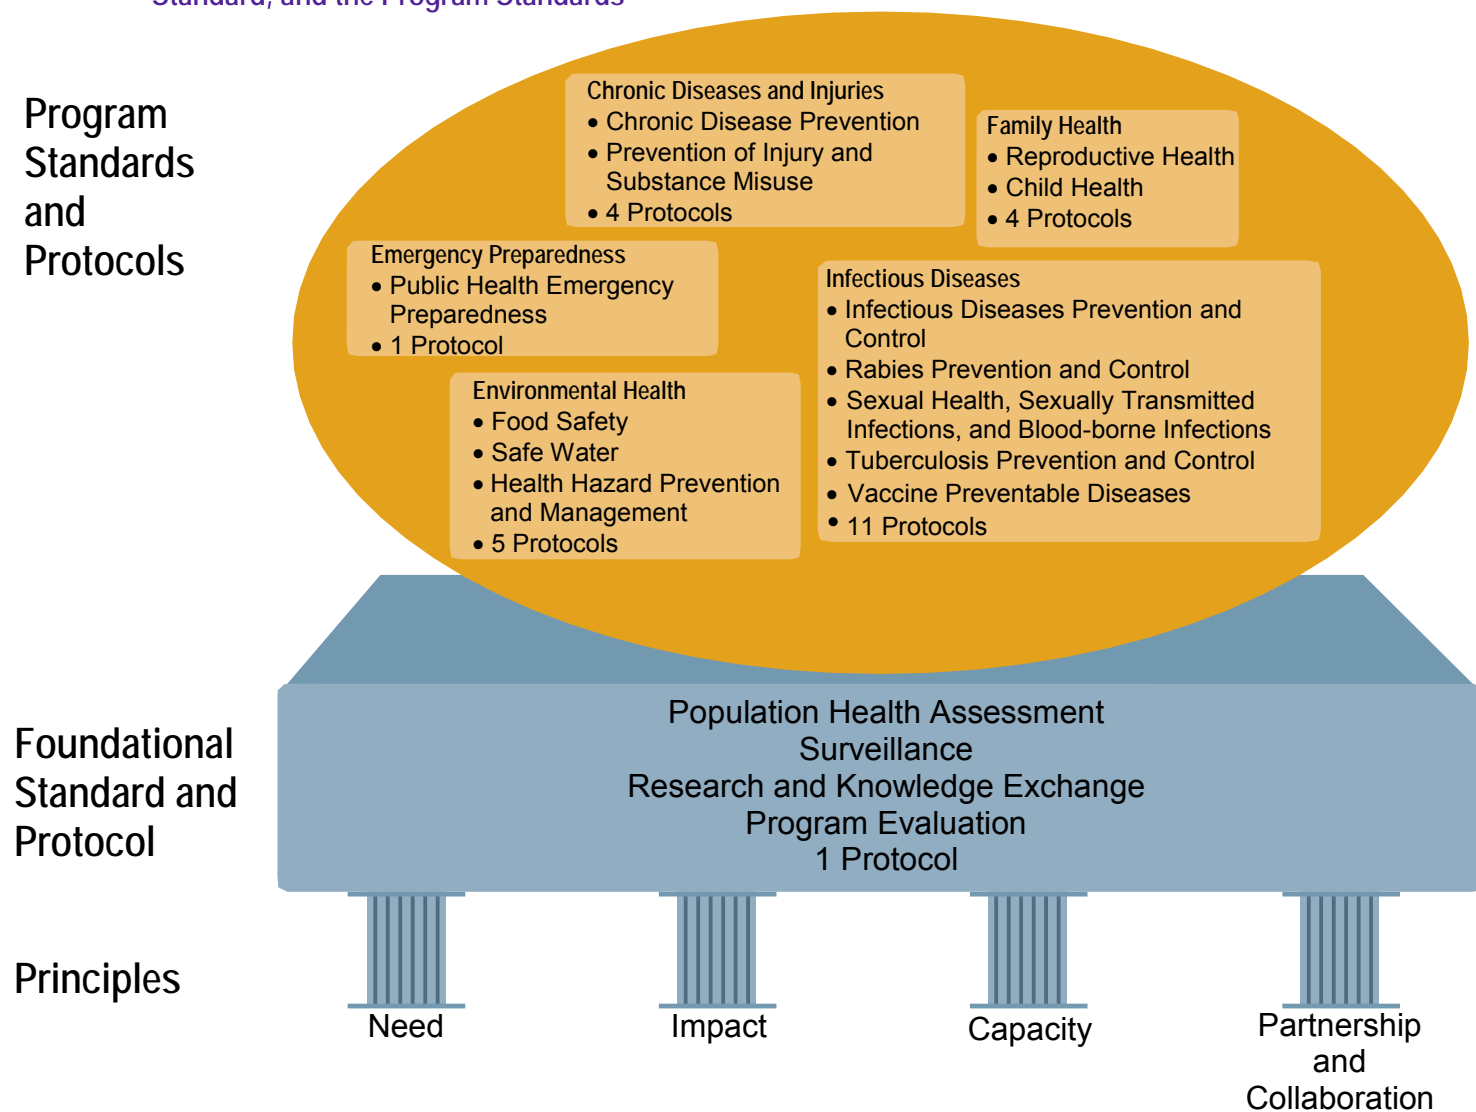 Standard, and the Program Standards
Program
Standards
and
Protocols
Chronic Diseases and Injuries
• Chronic Disease Prevention
• Prevention of Injury and
Substance Misuse
• 4 Protocols
Family Health
• Reproductive Health
• Child Health
• 4 Protocols
Emergency Preparedness
• Public Health Emergency
Preparedness
• 1 Protocol
Infectious Diseases
• Infectious Diseases Prevention and
Control
• Rabies Prevention and Control
• Sexual Health, Sexually Transmitted
Infections, and Blood-borne Infections
• Tuberculosis Prevention and Control
• Vaccine Preventable Diseases
• 11 Protocols
Environmental Health
• Food Safety
• Safe Water
• Health Hazard Prevention
and Management
• 5 Protocols
Foundational
Standard and
Protocol
Population Health Assessment
Surveillance
Research and Knowledge Exchange
Program Evaluation
1 Protocol
Principles
Need
Impact
Capacity
Partnership
and
Collaboration